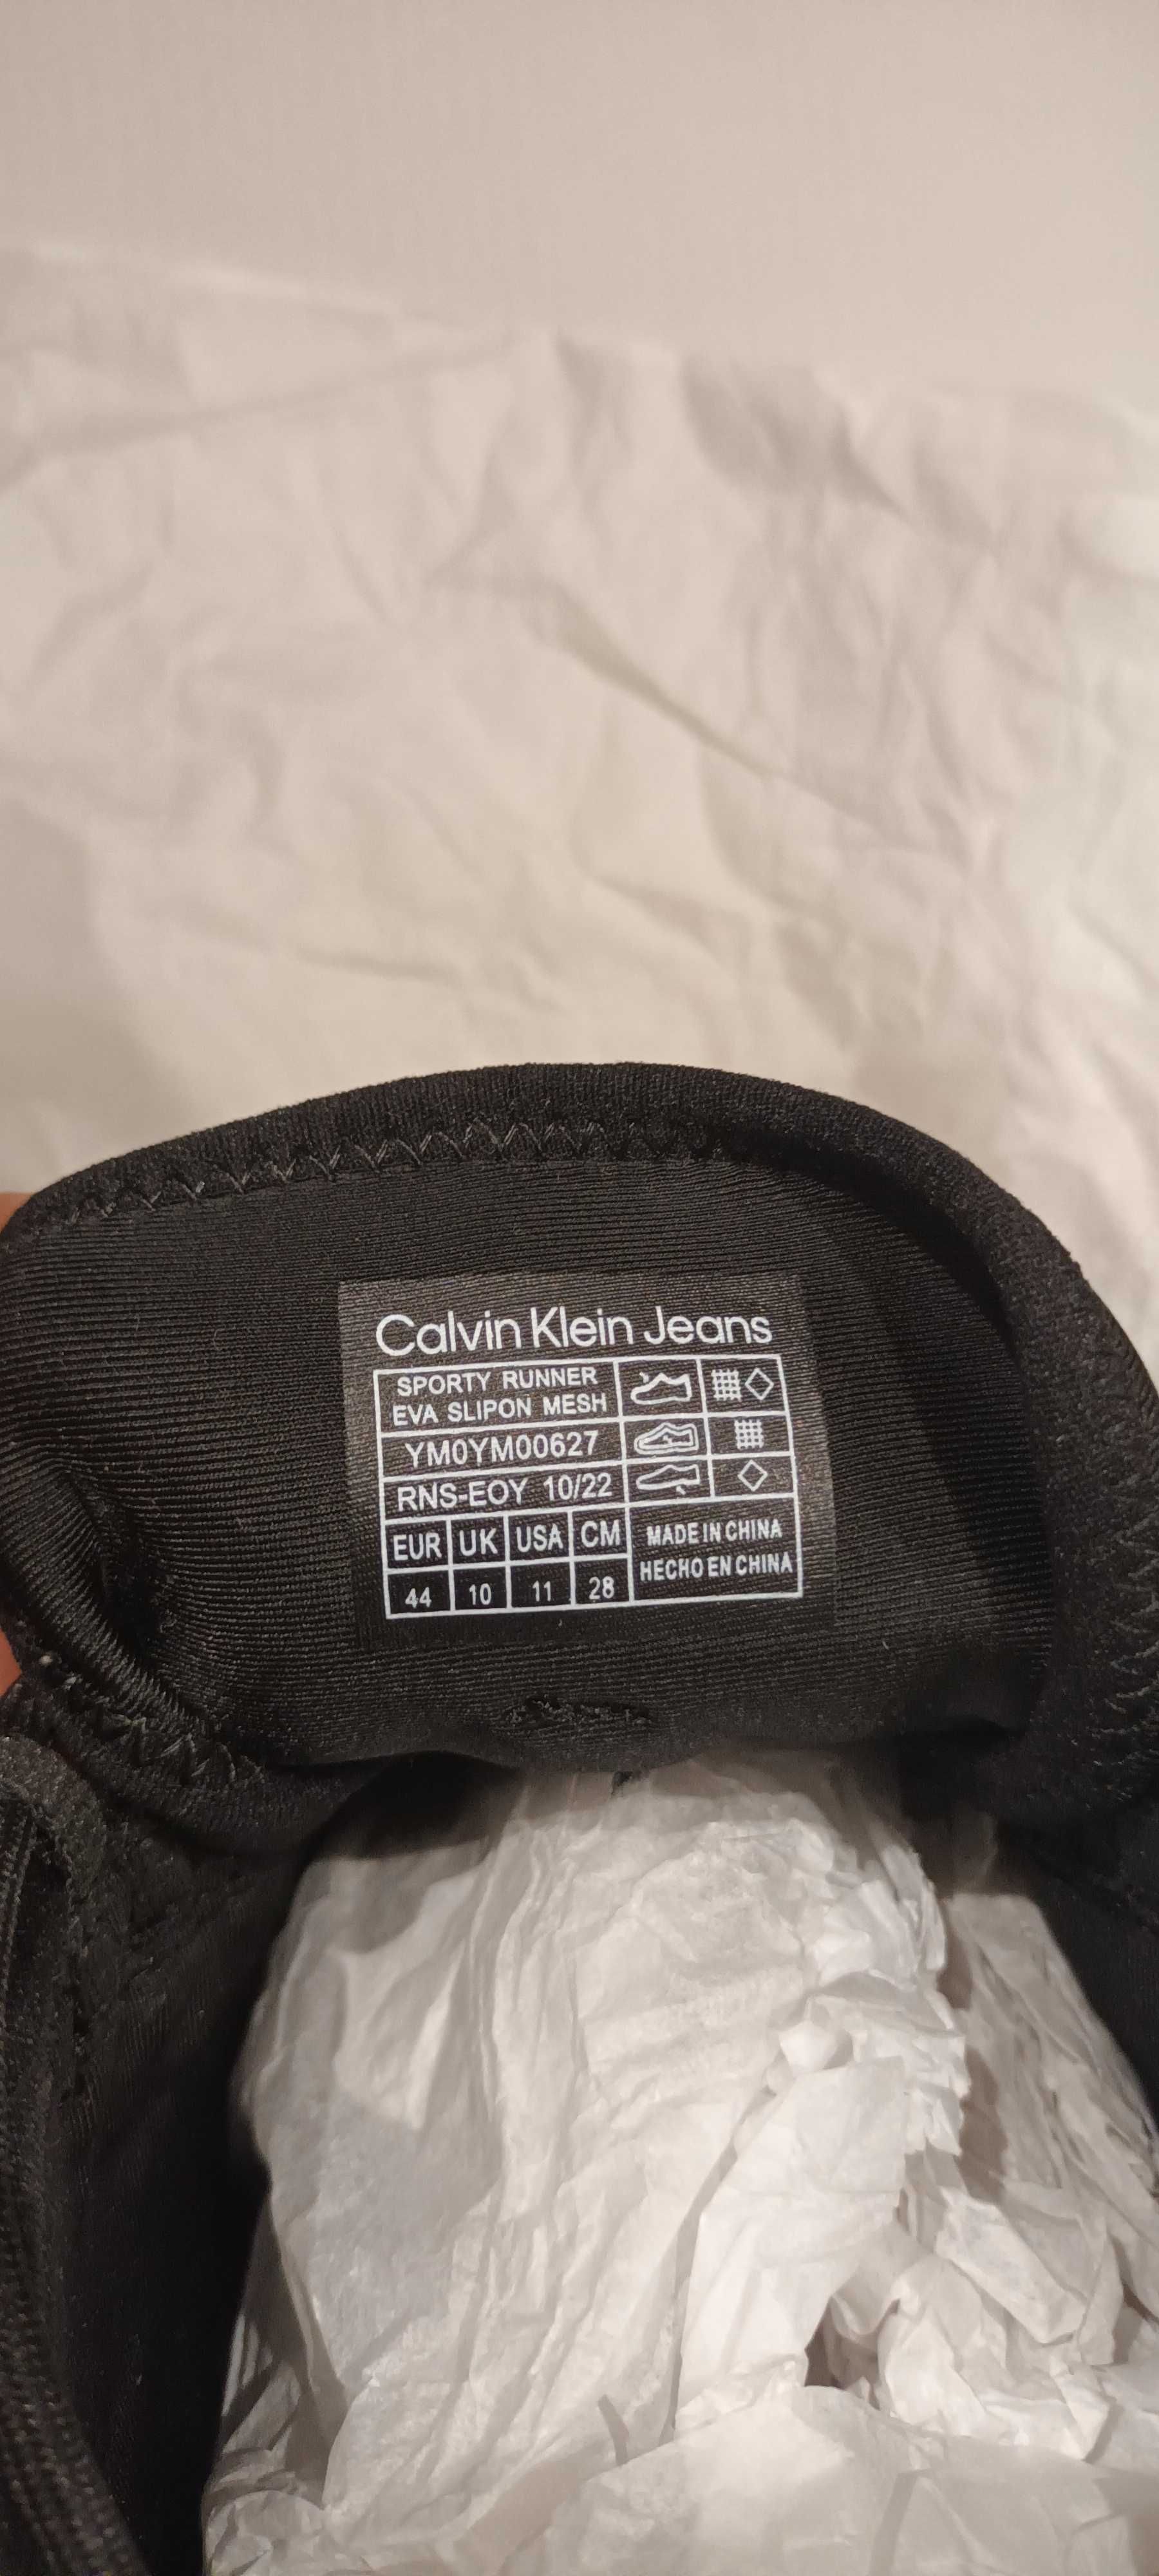 Calvin Klein Jeans
SPORTY RUNNER
EVA SLIPON MESH
YM0YM00627
RNS-EOY 10/22
EUR UK USA CM
44 10 11 28
MADE IN CHINA
HECHO EN CHINA